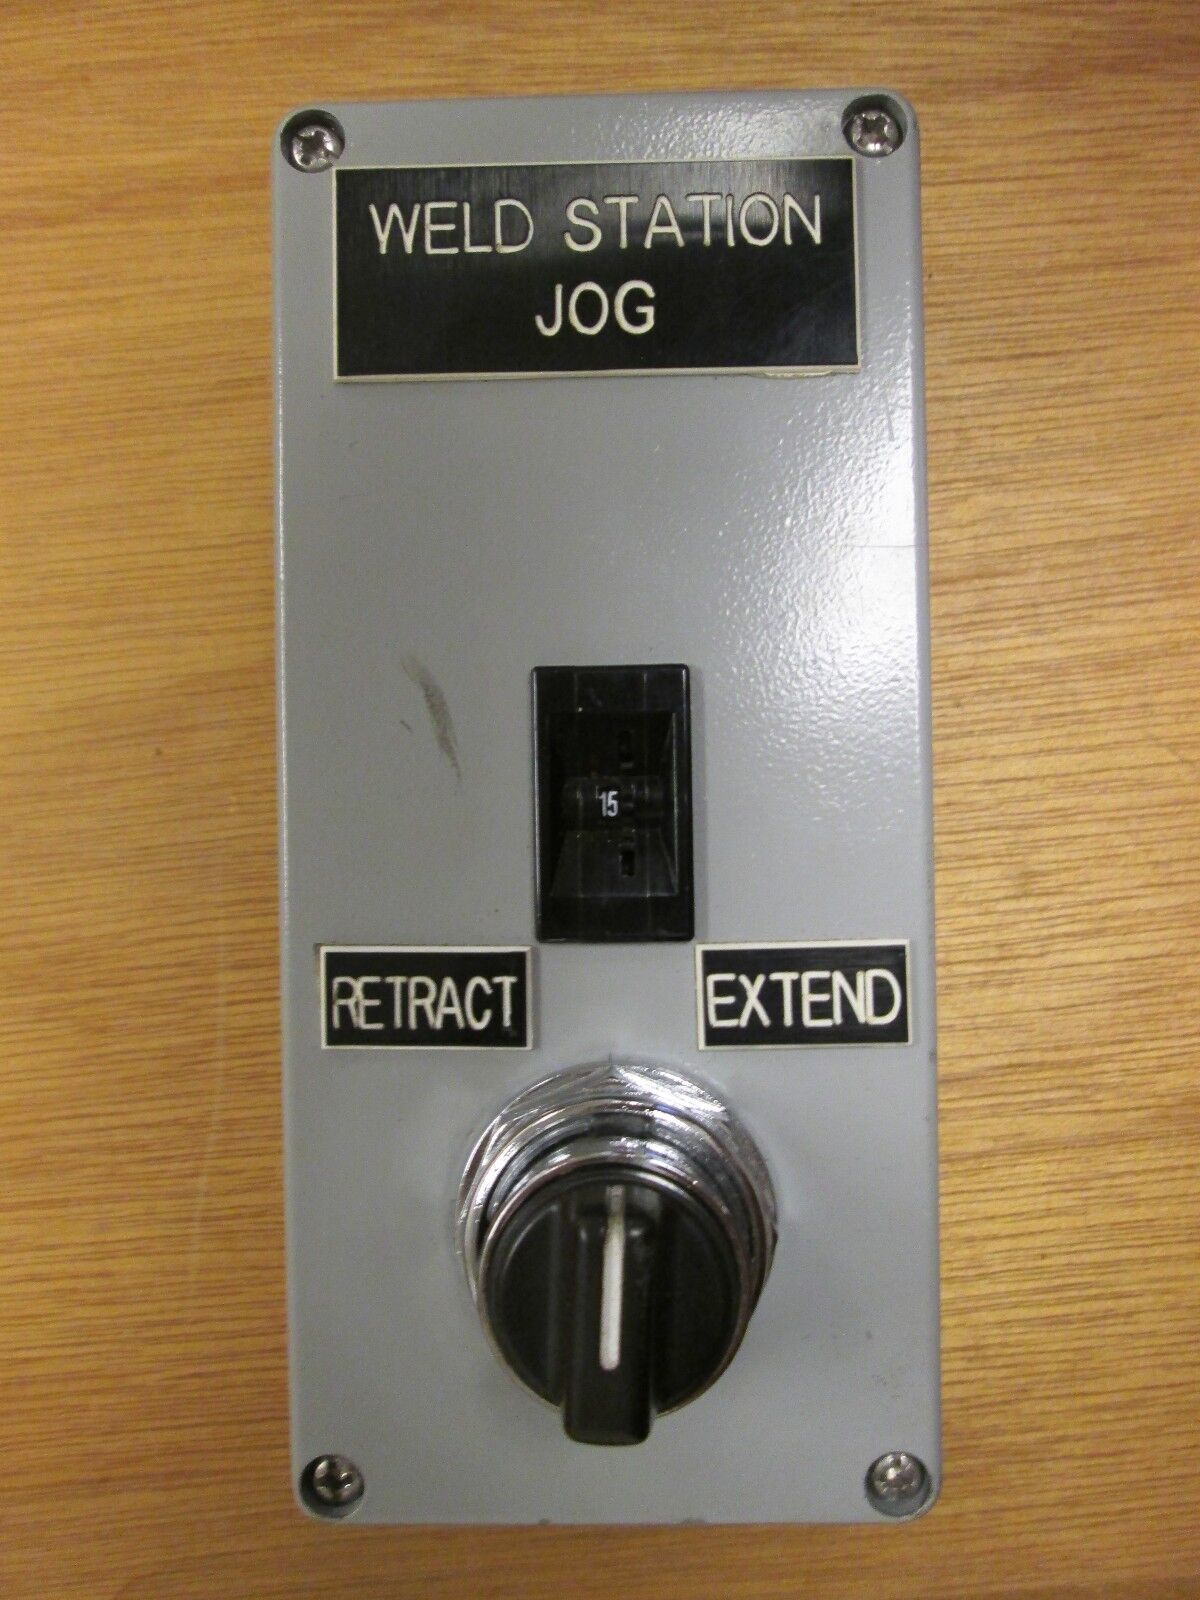 WELD STATION
JOG
15
RETRACT
EXTEND